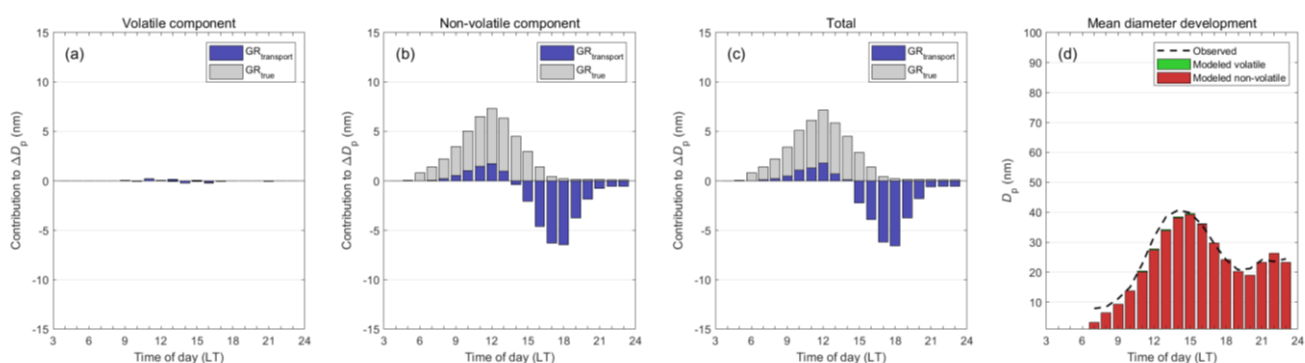 Volatile component
(a)
GRtransport
GRtrue
15
10
5
0
-5
-10
-15
Contribution to ΔDp (nm)
3 6 9 12 15 18 21 24
Time of day (LT)
Non-volatile component
(b)
GRtransport
GRtrue
15
10
5
0
-5
-10
-15
Contribution to ΔDp (nm)
3 6 9 12 15 18 21 24
Time of day (LT)
Total
(c)
GRtransport
GRtrue
15
10
5
0
-5
-10
-15
Contribution to ΔDp (nm)
3 6 9 12 15 18 21 24
Time of day (LT)
Mean diameter development
(d)
Observed
Modeled volatile
Modeled non-volatile
100
90
80
70
60
50
40
30
20
10
Dp (nm)
3 6 9 12 15 18 21 24
Time of day (LT)